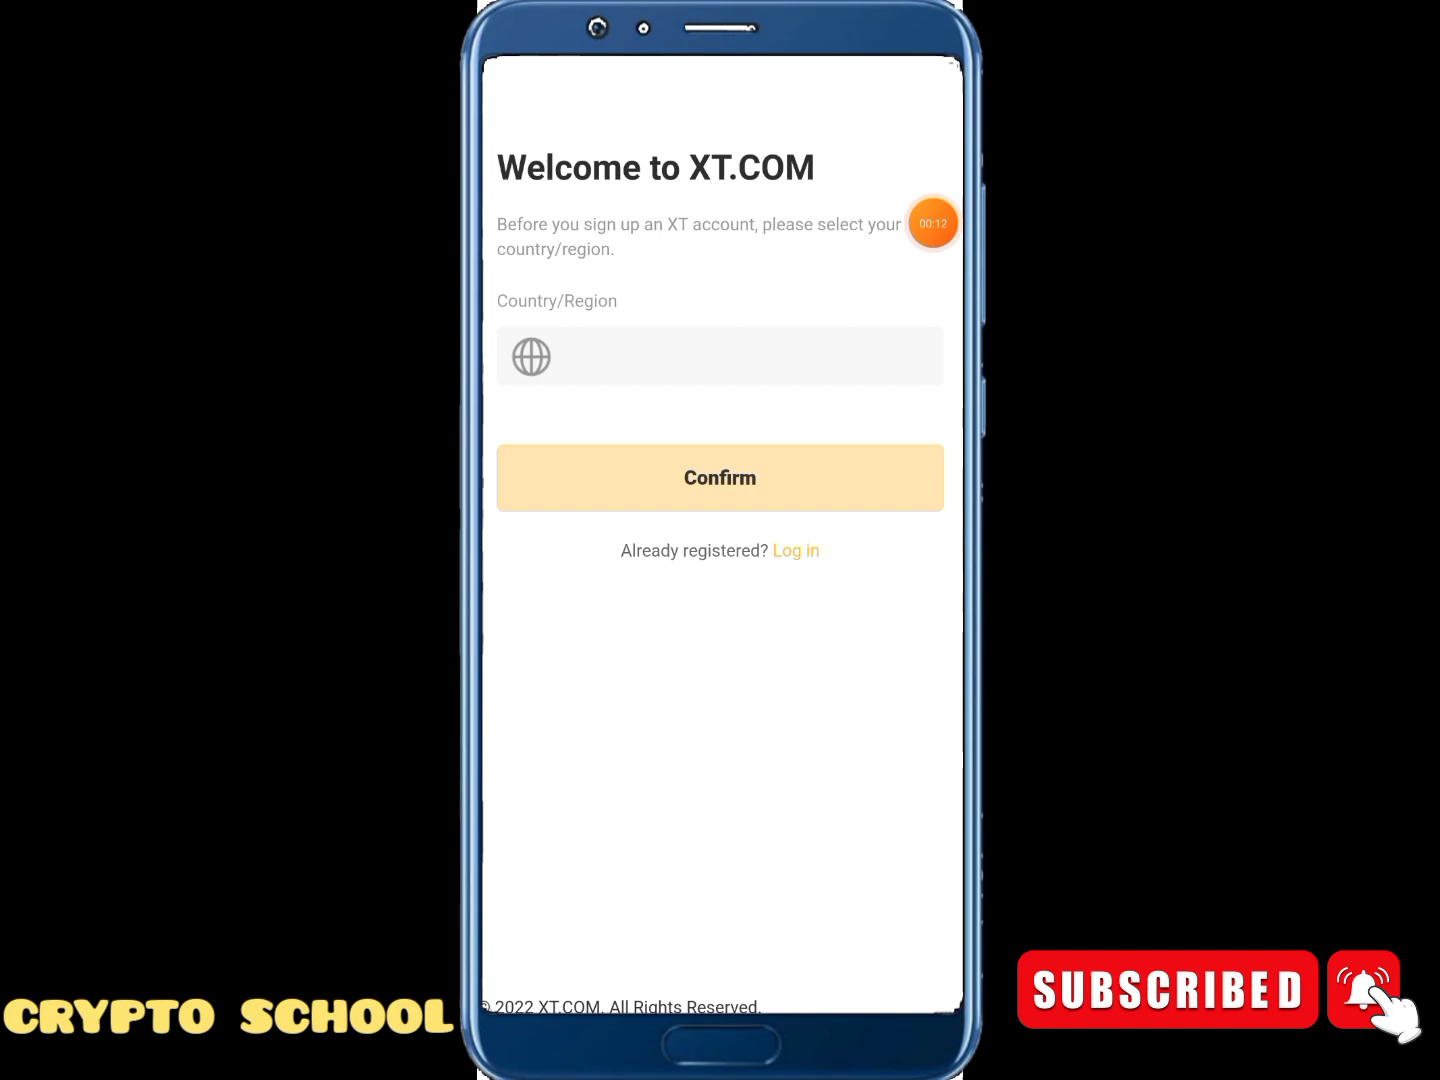 Welcome to XT.COM
Before you sign up an XT account, please select your
country/region.
00:12
Country/Region
Confirm
Already registered? Log in
© 2022 XT.COM. All Rights Reserved.
CRYPTO SCHOOL
SUBSCRIBED